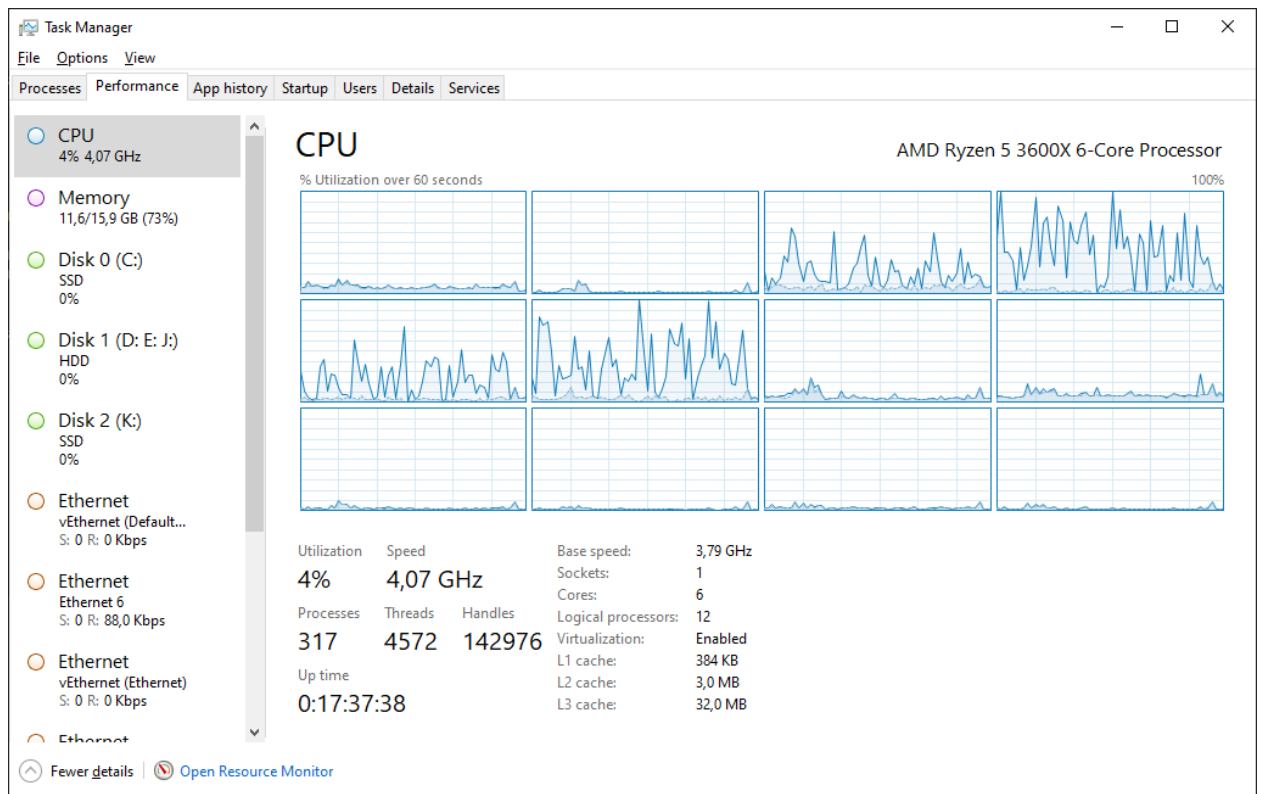 Task Manager
File Options View
Processes Performance App history Startup Users Details Services
CPU
4% 4,07 GHz
Memory
11,6/15,9 GB (73%)
Disk 0 (C:)
SSD
0%
Disk 1 (D: E: J:)
HDD
0%
Disk 2 (K:)
SSD
0%
Ethernet
vEthernet (Default...
S: 0 R: 0 Kbps
Ethernet
Ethernet 6
S: 0 R: 88,0 Kbps
Ethernet
vEthernet (Ethernet)
S: 0 R: 0 Kbps
Ethernet
CPU
AMD Ryzen 5 3600X 6-Core Processor
% Utilization over 60 seconds 100%
Utilization Speed
4% 4,07 GHz
Processes Threads Handles
317 4572 142976
Up time
0:17:37:38
Base speed: 3,79 GHz
Sockets: 1
Cores: 6
Logical processors: 12
Virtualization: Enabled
L1 cache: 384 KB
L2 cache: 3,0 MB
L3 cache: 32,0 MB
Fewer details Open Resource Monitor